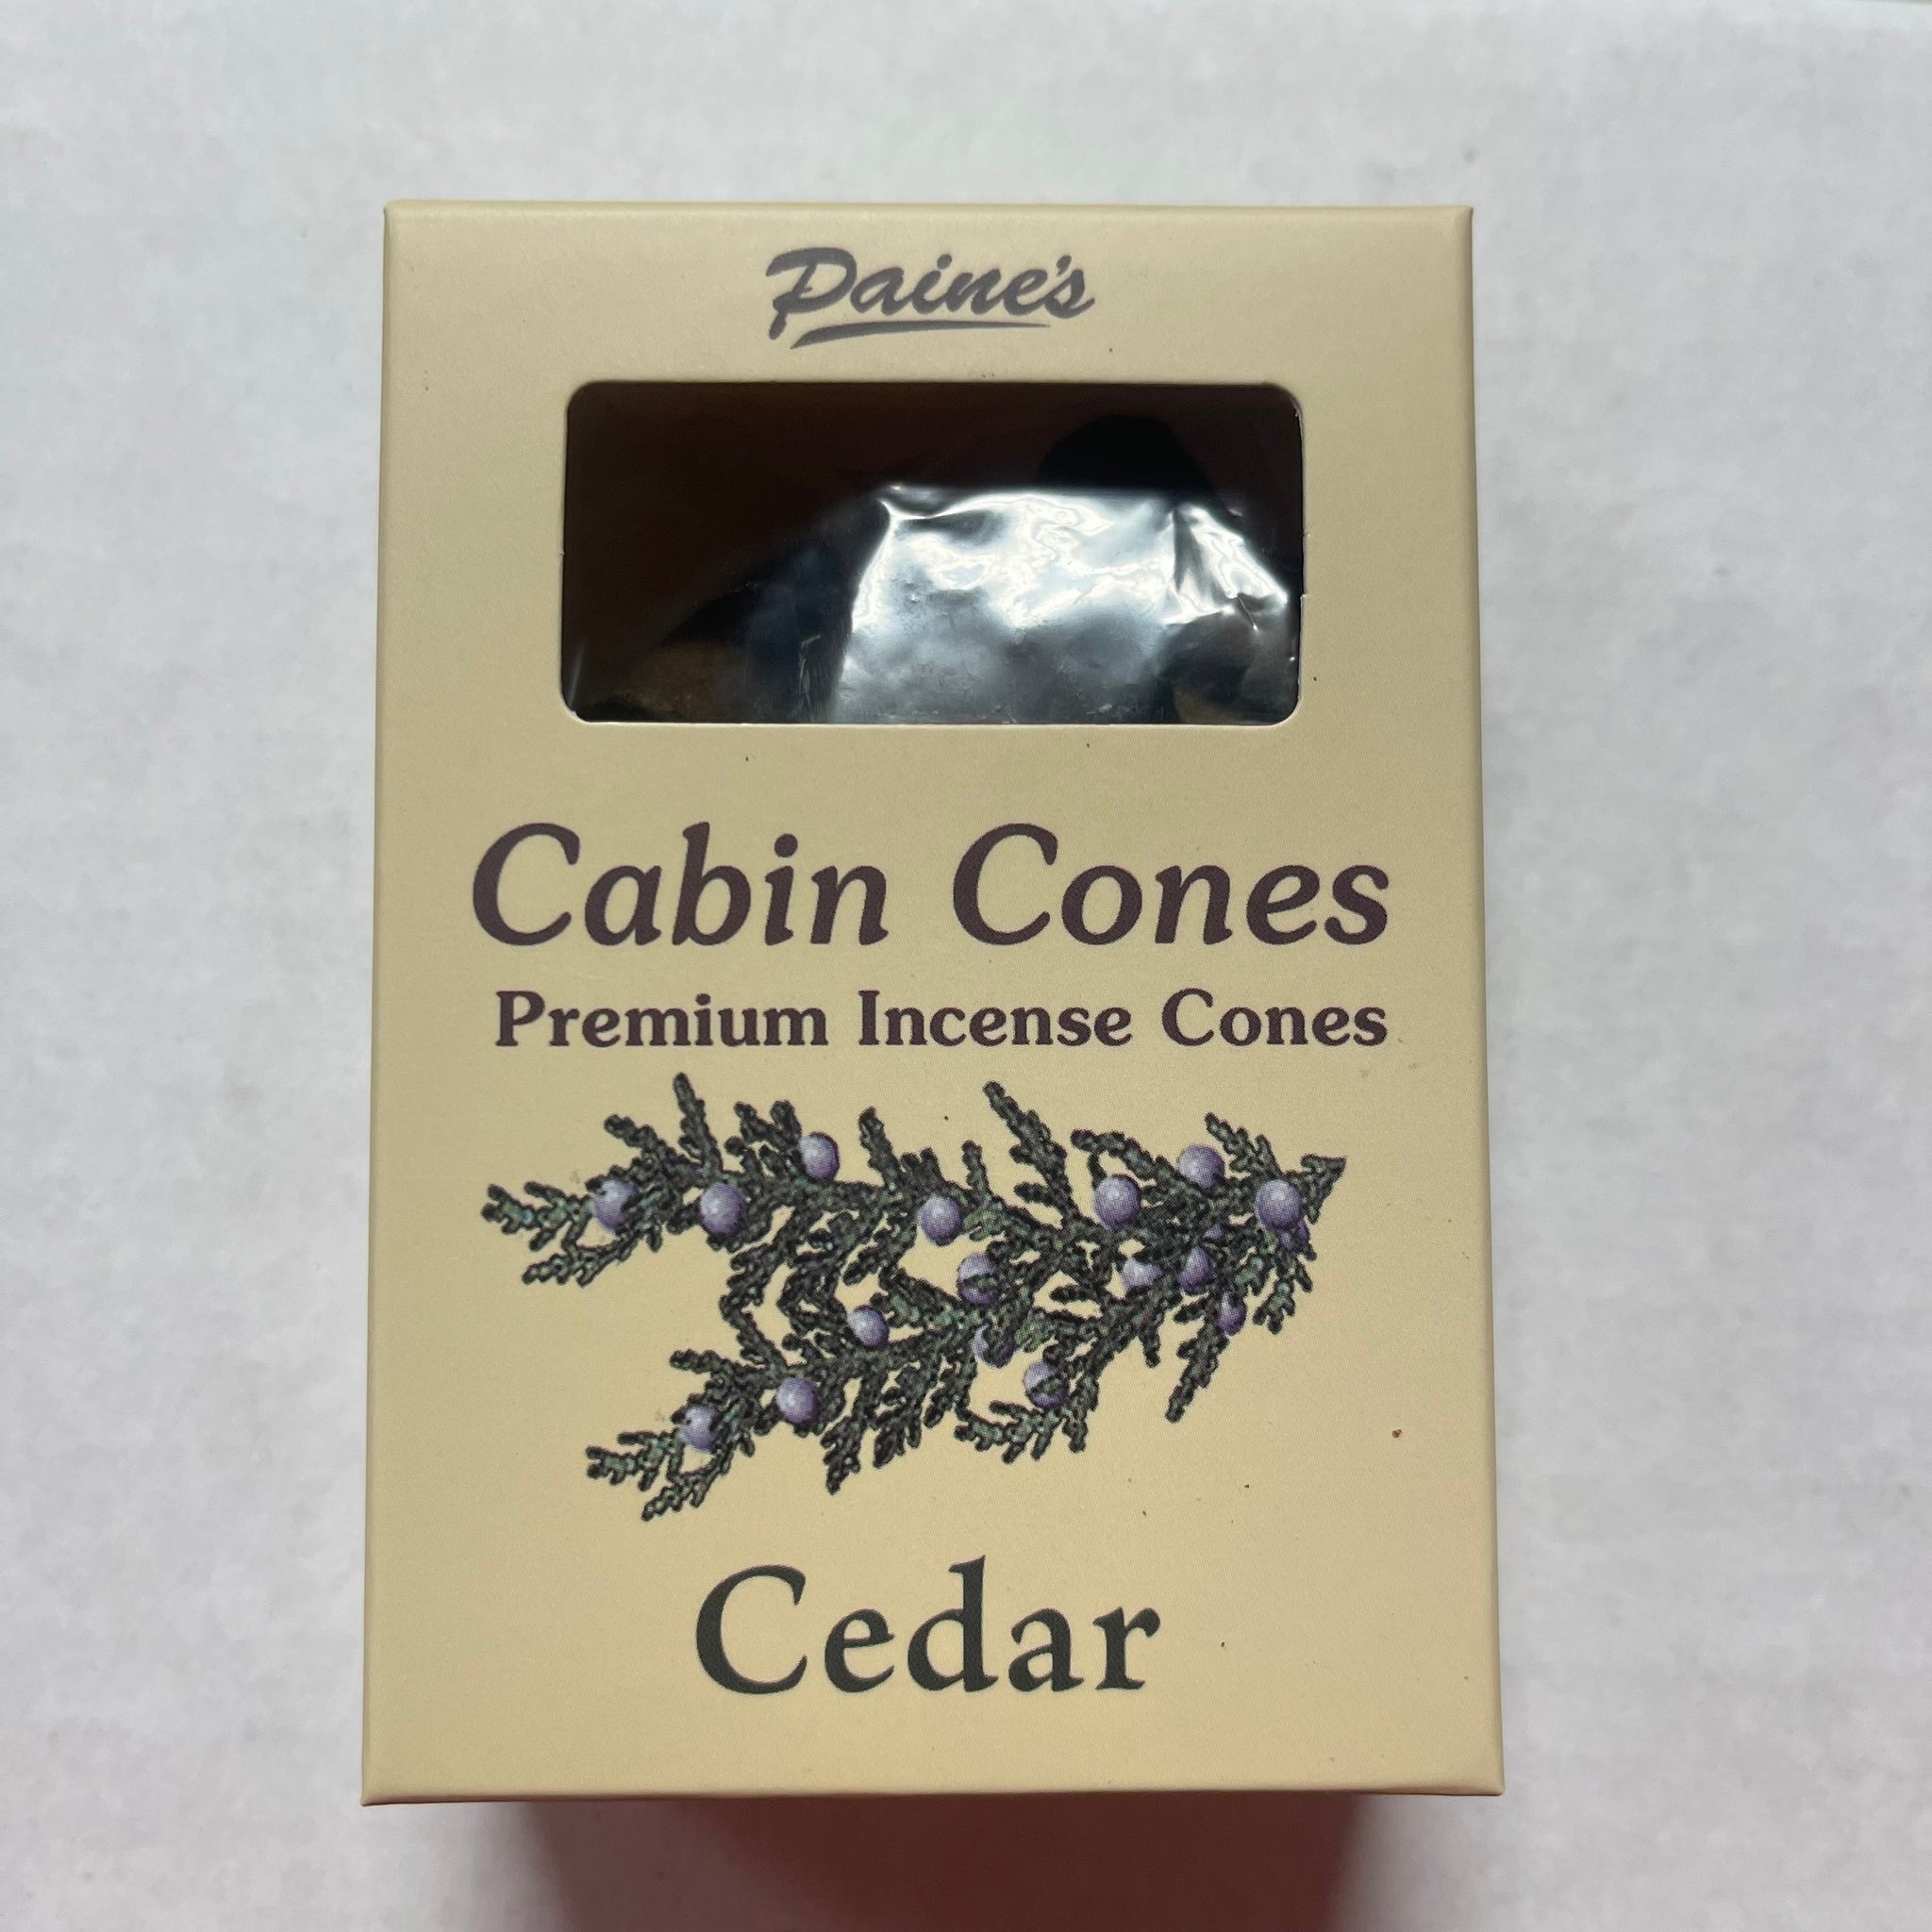 Paine's
Cabin Cones
Premium Incense Cones
Cedar